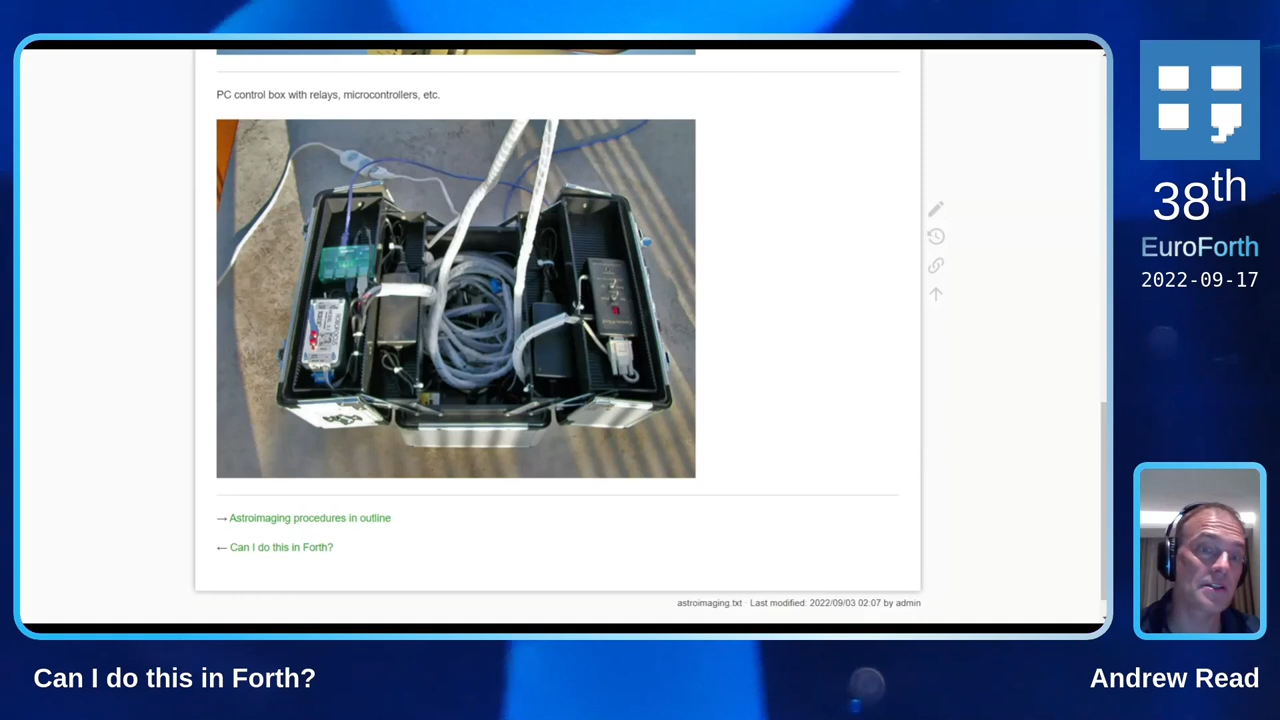 PC control box with relays, microcontrollers, etc.
→ Astroimaging procedures in outline
← Can I do this in Forth?
astroimaging.txt · Last modified: 2022/09/03 02:07 by admin
38th
EuroForth
2022-09-17
Can I do this in Forth?
Andrew Read